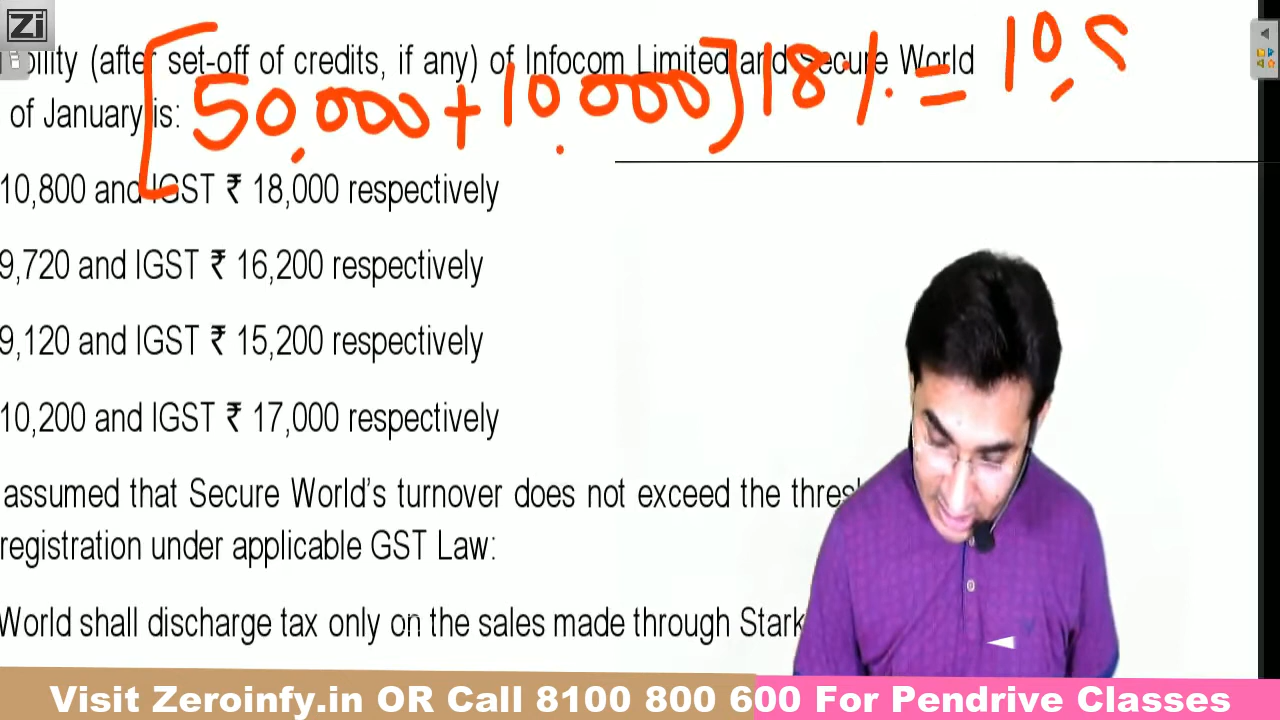 Zi
bility (after set-off of credits, if any) of Infocom Limited and Secure World
of January is:
[50,000+10,000]18%=10,8
10,800 and IGST ₹ 18,000 respectively
9,720 and IGST ₹ 16,200 respectively
9,120 and IGST ₹ 15,200 respectively
10,200 and IGST ₹ 17,000 respectively
assumed that Secure World's turnover does not exceed the
registration under applicable GST Law:
World shall discharge tax only on the sales made through Stark
Visit Zeroinfy.in OR Call 8100 800 600 For Pendrive Classes